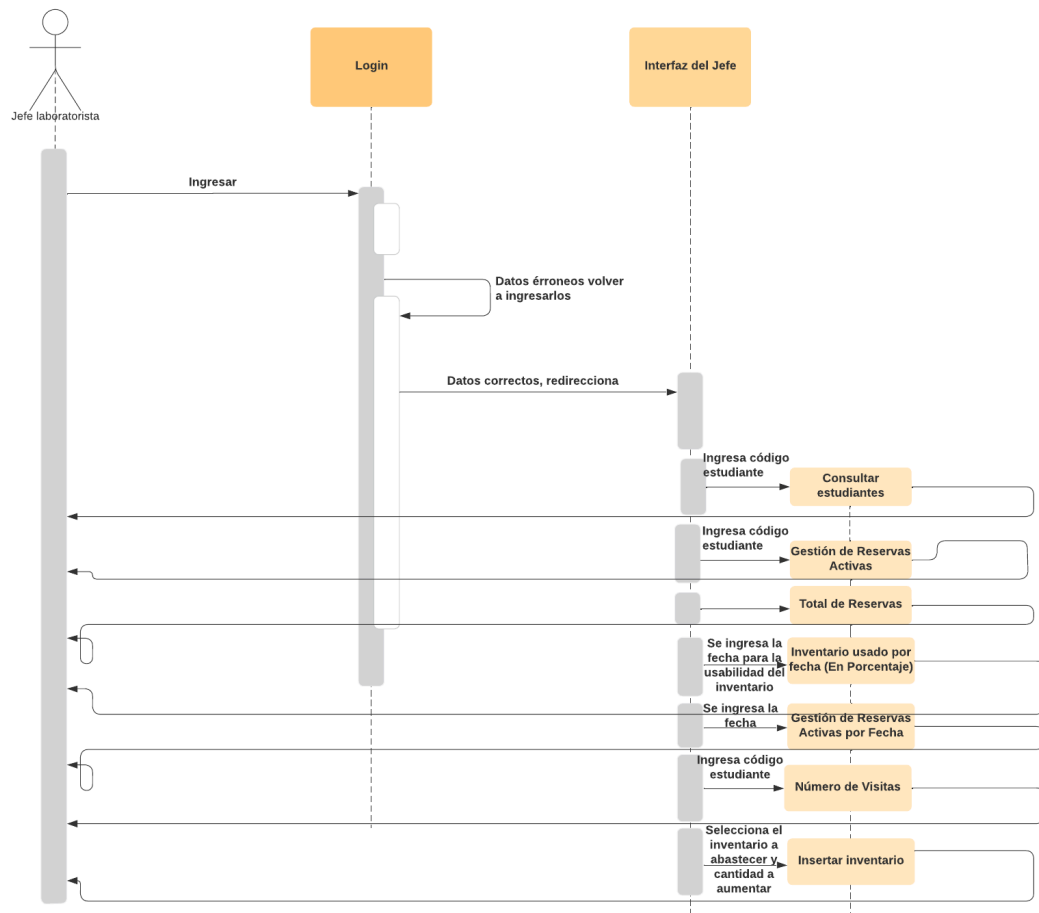 Login
Interfaz del Jefe
Jefe laboratorista
Ingresar
Datos érroneos volver
a ingresarlos
Datos correctos, redirecciona
Ingresa código
estudiante
Consultar
estudiantes
Ingresa código
estudiante
Gestión de Reservas
Activas
Total de Reservas
Se ingresa la
fecha para la
usabilidad del
inventario
Inventario usado por
fecha (En Porcentaje)
Se ingresa la
fecha
Gestión de Reservas
Activas por Fecha
Ingresa código
estudiante
Número de Visitas
Selecciona el
inventario a
abastecer y
cantidad a
aumentar
Insertar inventario